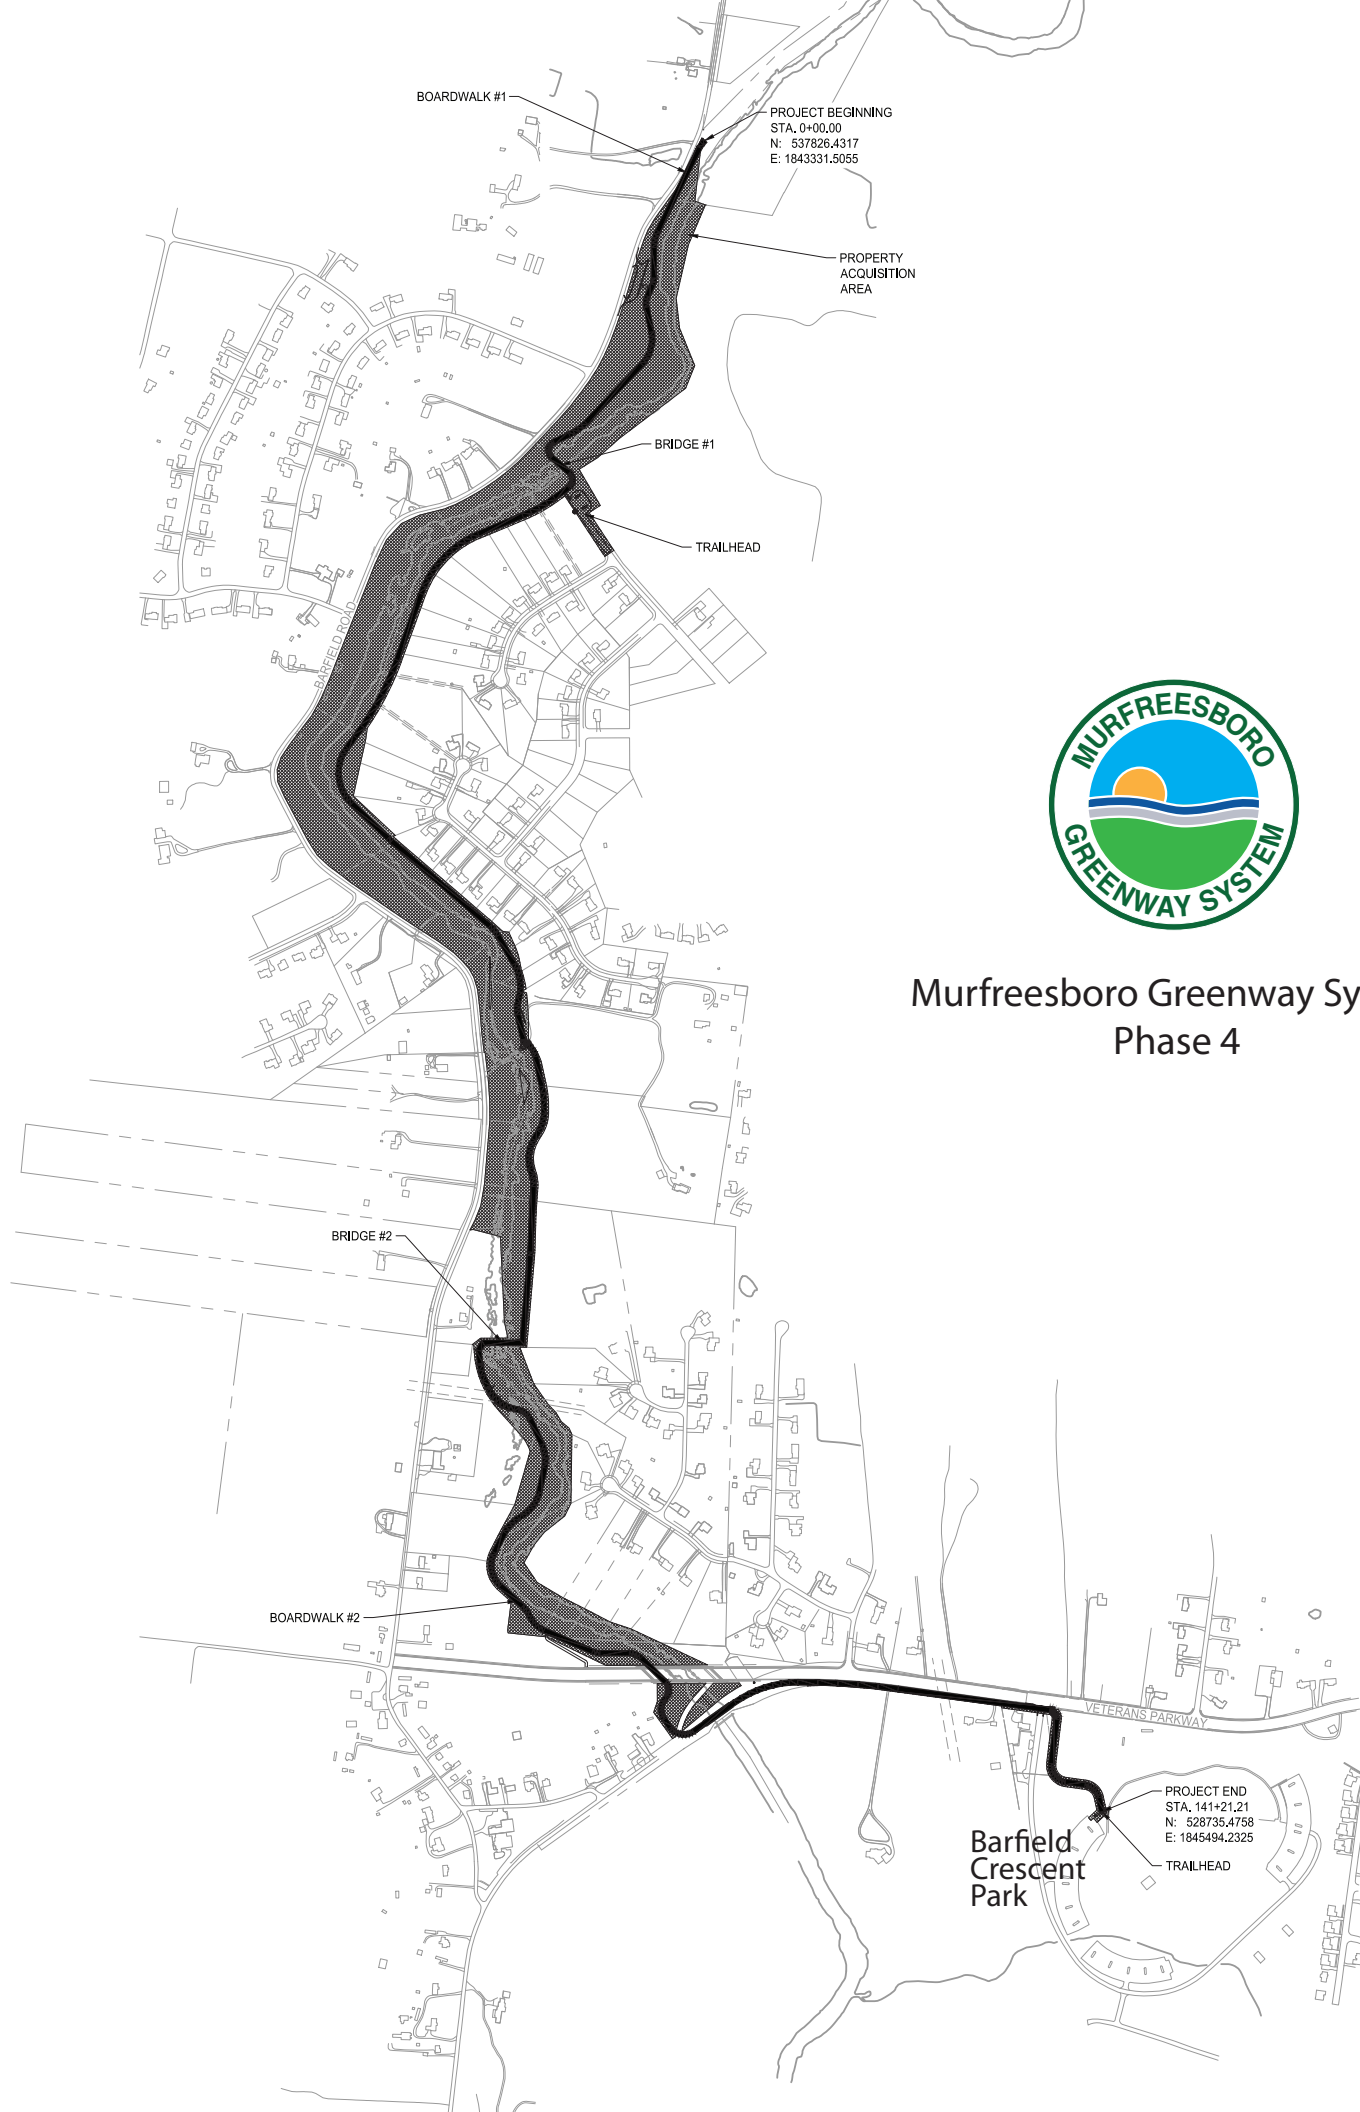 BOARDWALK #1
PROJECT BEGINNING
STA. 0+00.00
N: 537826.4317
E: 1843331.5055
PROPERTY
ACQUISITION
AREA
BRIDGE #1
TRAILHEAD
BARFIELD ROAD
MURFREESBORO
GREENWAY SYSTEM
Murfreesboro Greenway Sy
Phase 4
BRIDGE #2
BOARDWALK #2
VETERANS PARKWAY
PROJECT END
STA. 141+21.21
N: 528735.4758
E: 1845494.2325
TRAILHEAD
Barfield
Crescent
Park